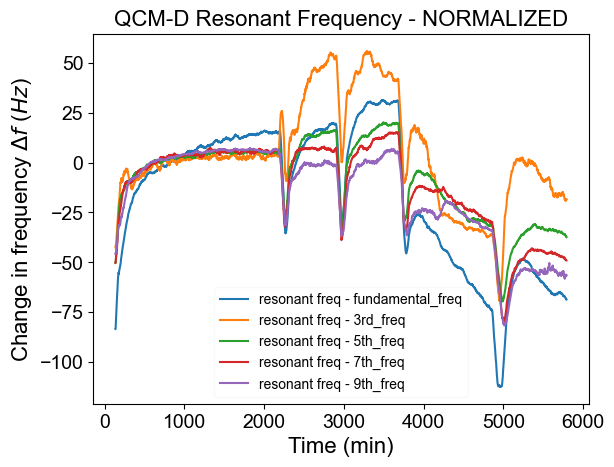 QCM-D Resonant Frequency - NORMALIZED
Change in frequency Δf (Hz)
50
25
0
−25
−50
−75
−100
resonant freq - fundamental_freq
resonant freq - 3rd_freq
resonant freq - 5th_freq
resonant freq - 7th_freq
resonant freq - 9th_freq
0 1000 2000 3000 4000 5000 6000
Time (min)